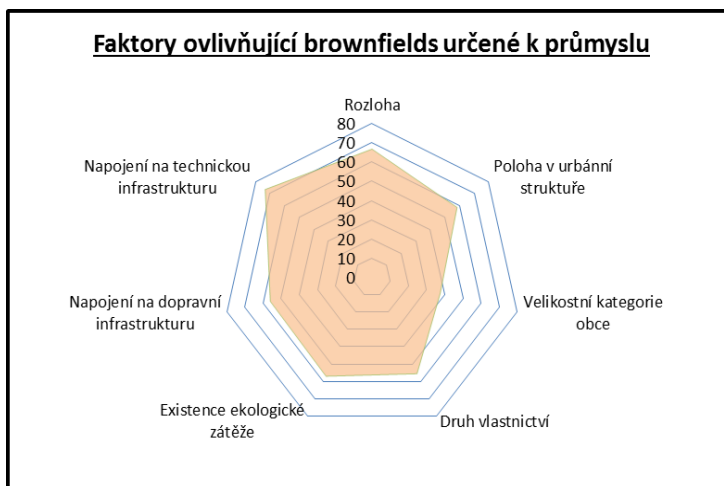 Faktory ovlivňující brownfields určené k průmyslu
Rozloha
80
70
60
50
40
30
20
10
0
Poloha v urbánní
struktuře
Velikostní kategorie
obce
Druh vlastnictví
Existence ekologické
zátěže
Napojení na dopravní
infrastrukturu
Napojení na technickou
infrastrukturu